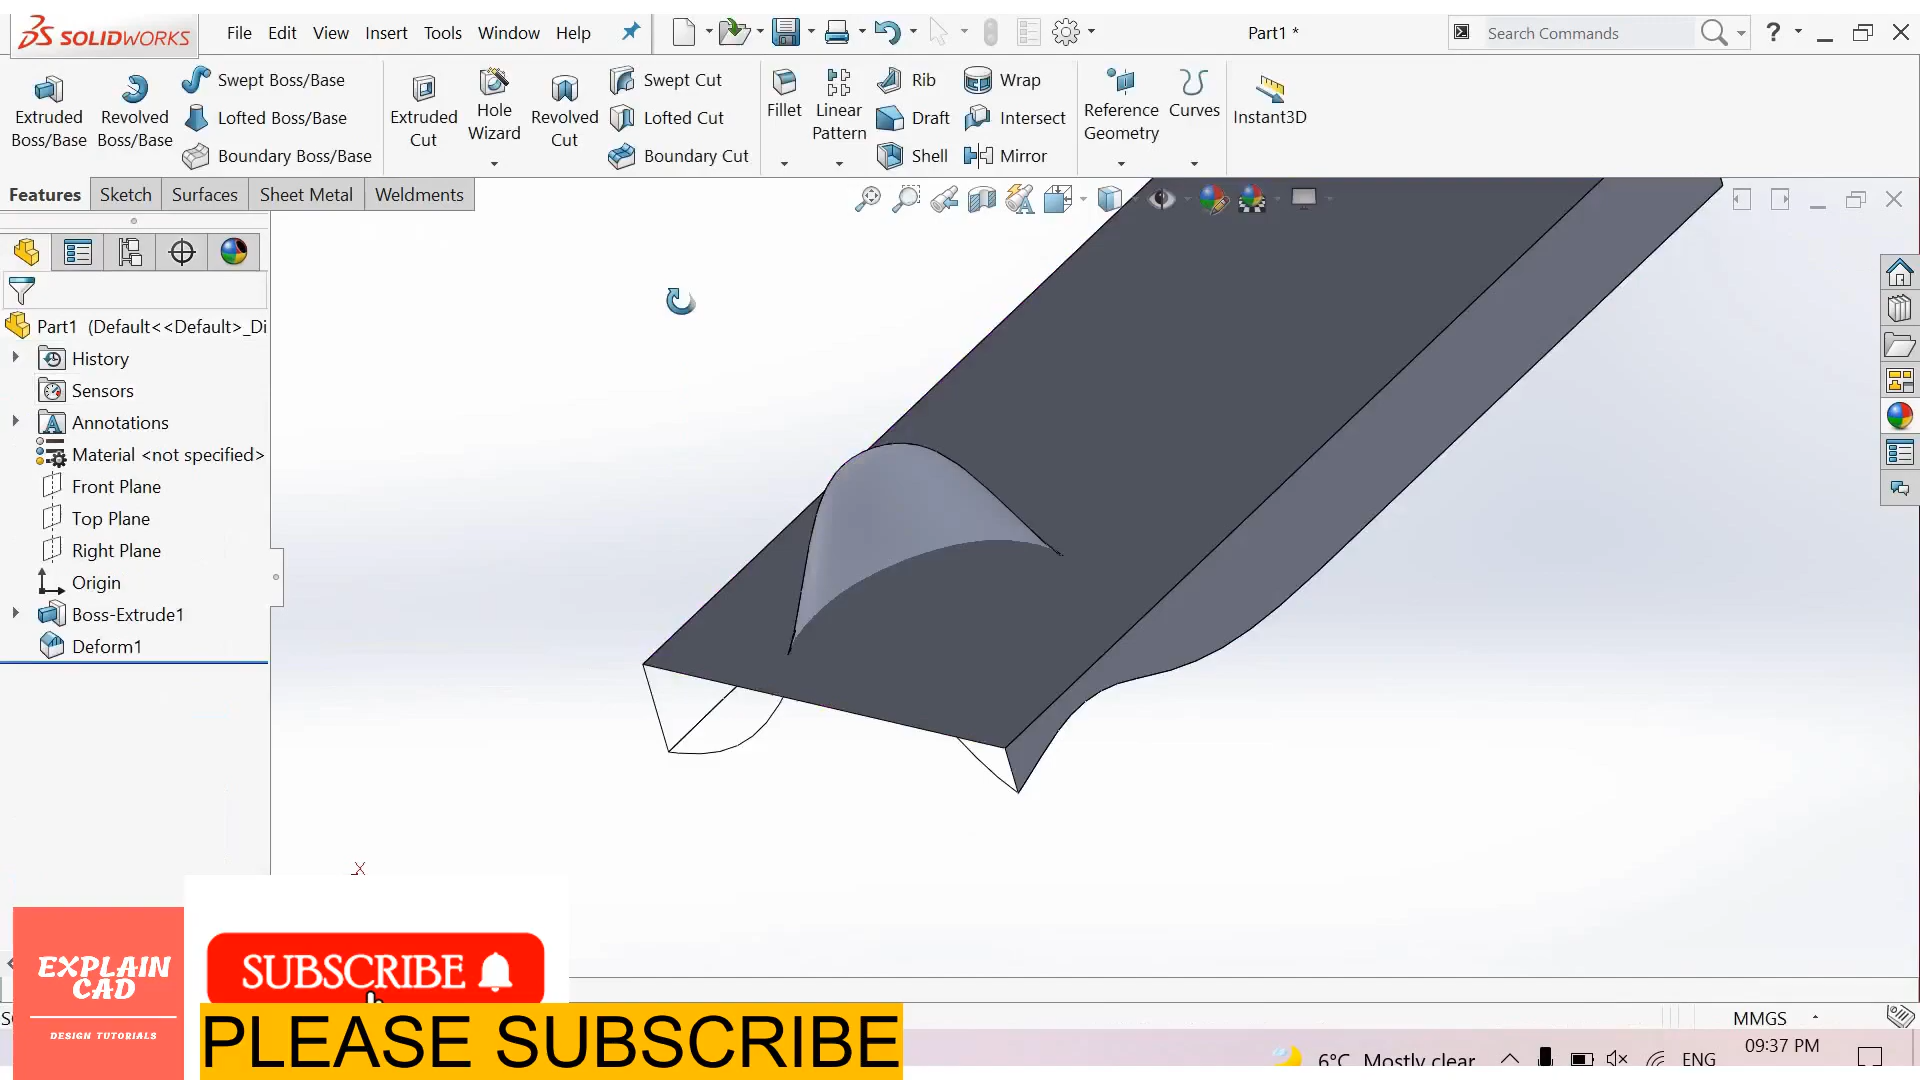 SOLIDWORKS
File Edit View Insert Tools Window Help
Part1 *
Search Commands
?
Extruded Boss/Base
Revolved Boss/Base
Swept Boss/Base
Lofted Boss/Base
Boundary Boss/Base
Extruded Cut
Hole Wizard
Revolved Cut
Swept Cut
Lofted Cut
Boundary Cut
Fillet
Linear Pattern
Rib
Draft
Shell
Wrap
Intersect
Mirror
Reference Geometry
Curves
Instant3D
Features Sketch Surfaces Sheet Metal Weldments
Part1 (Default<<Default>_Di
History
Sensors
Annotations
Material <not specified>
Front Plane
Top Plane
Right Plane
Origin
Boss-Extrude1
Deform1
X
EXPLAIN
CAD
DESIGN TUTORIALS
SUBSCRIBE
PLEASE SUBSCRIBE
MMGS
6°C Mostly clear
ENG
09:37 PM